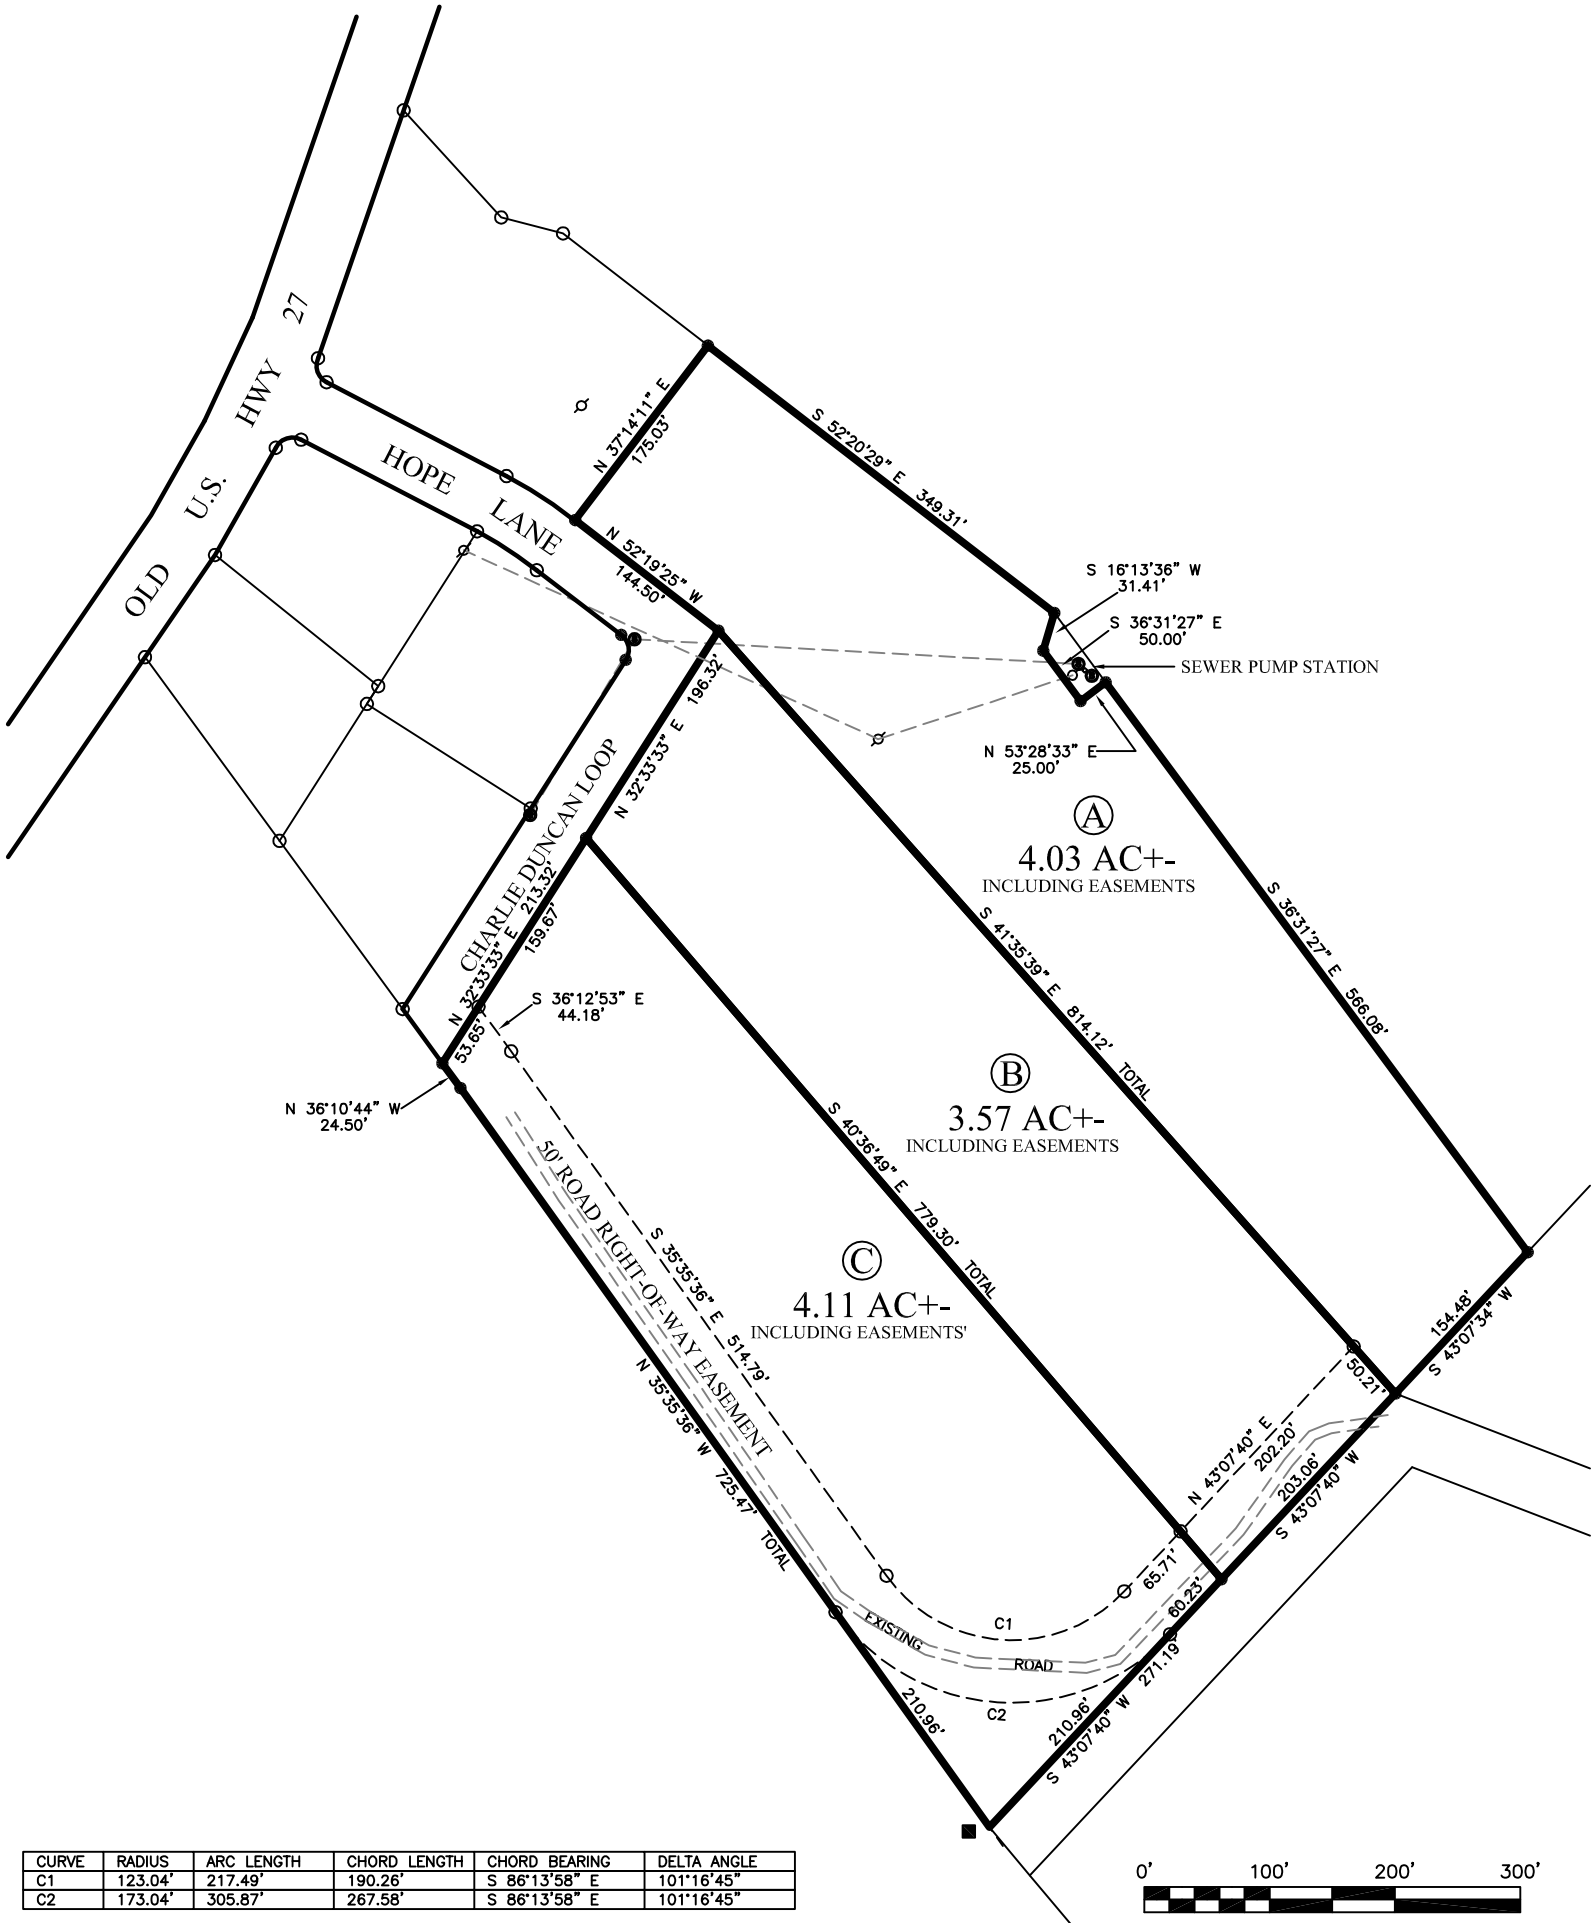 OLD U.S. HWY 27
HOPE LANE
N 37°14'11" E
175.03'
S 52°20'29" E 349.31'
N 52°19'25" W
144.50'
S 16°13'36" W
31.41'
S 36°31'27" E
50.00'
SEWER PUMP STATION
N 53°28'33" E
25.00'
N 32°33'33" E 196.32'
CHARLIE DUNCAN LOOP
N 32°33'33" E 213.32'
159.67'
53.65'
A
4.03 AC+-
INCLUDING EASEMENTS
S 36°31'27" E 566.08'
S 41°35'39" E 814.12' TOTAL
S 36°12'53" E
44.18'
N 36°10'44" W
24.50'
B
3.57 AC+-
INCLUDING EASEMENTS
S 40°36'49" E 779.30' TOTAL
50' ROAD RIGHT-OF-WAY EASEMENT
S 35°35'36" E 514.79'
C
4.11 AC+-
INCLUDING EASEMENTS'
N 35°35'36" W 725.47' TOTAL
154.48'
S 43°07'34" W
50.21'
N 43°07'40" E
202.20'
203.06'
S 43°07'40" W
65.71'
60.23'
C1
EXISTING ROAD
C2
271.19'
210.96'
210.96'
S 43°07'40" W
CURVE RADIUS ARC LENGTH CHORD LENGTH CHORD BEARING DELTA ANGLE
C1 123.04' 217.49' 190.26' S 86°13'58" E 101°16'45"
C2 173.04' 305.87' 267.58' S 86°13'58" E 101°16'45"
0' 100' 200' 300'